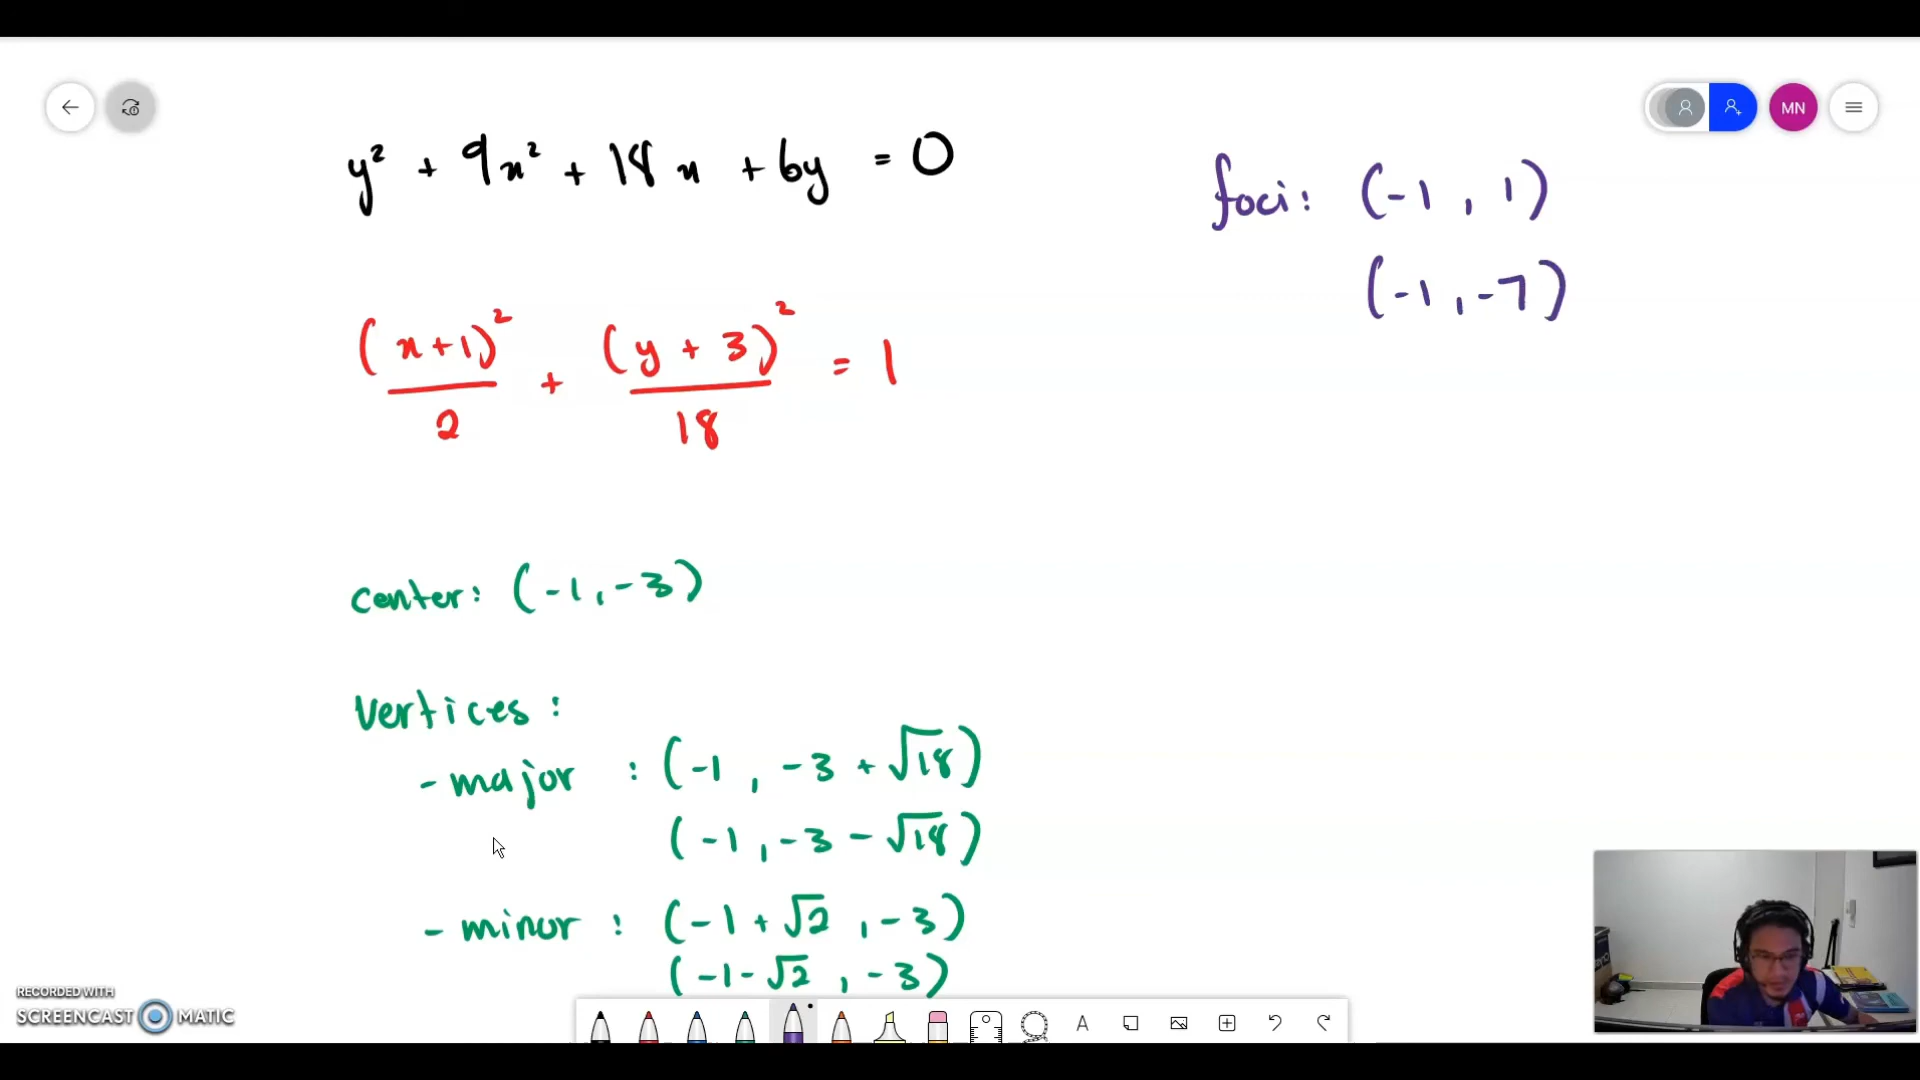 MN
y² + 9x² + 18x + 6y = 0
foci: (-1, 1)
(-1, -7)
(x+1)²/2 + (y + 3)²/18 = 1
center: (-1, -3)
vertices:
- major : (-1, -3 + √18)
(-1, -3 - √18)
- minor : (-1 + √2, -3)
(-1 - √2, -3)
RECORDED WITH
SCREENCAST MATIC
A